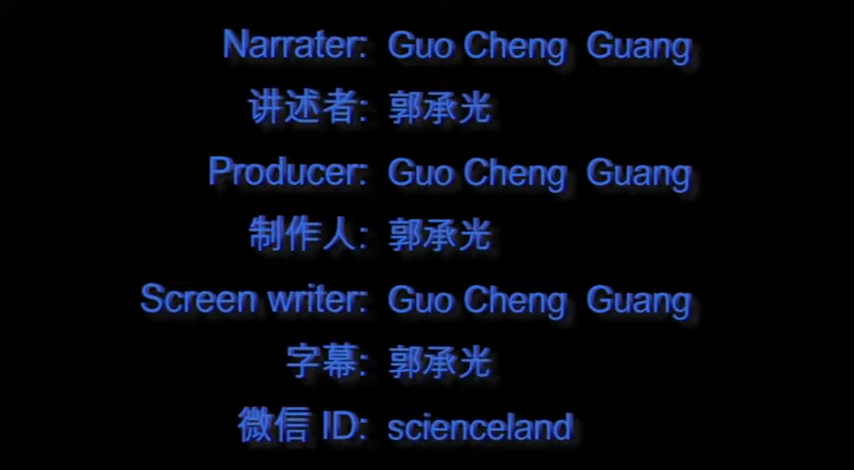 Narrater: Guo Cheng Guang
讲述者: 郭承光
Producer: Guo Cheng Guang
制作人: 郭承光
Screen writer: Guo Cheng Guang
字幕: 郭承光
微信 ID: scienceland